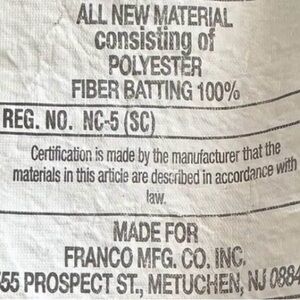 ALL NEW MATERIAL
consisting of
POLYESTER
FIBER BATTING 100%
REG. NO. NC-5 (SC)
Certification is made by the manufacturer that the
materials in this article are described in accordance with
law.
MADE FOR
FRANCO MFG. CO. INC.
55 PROSPECT ST., METUCHEN, NJ 0884